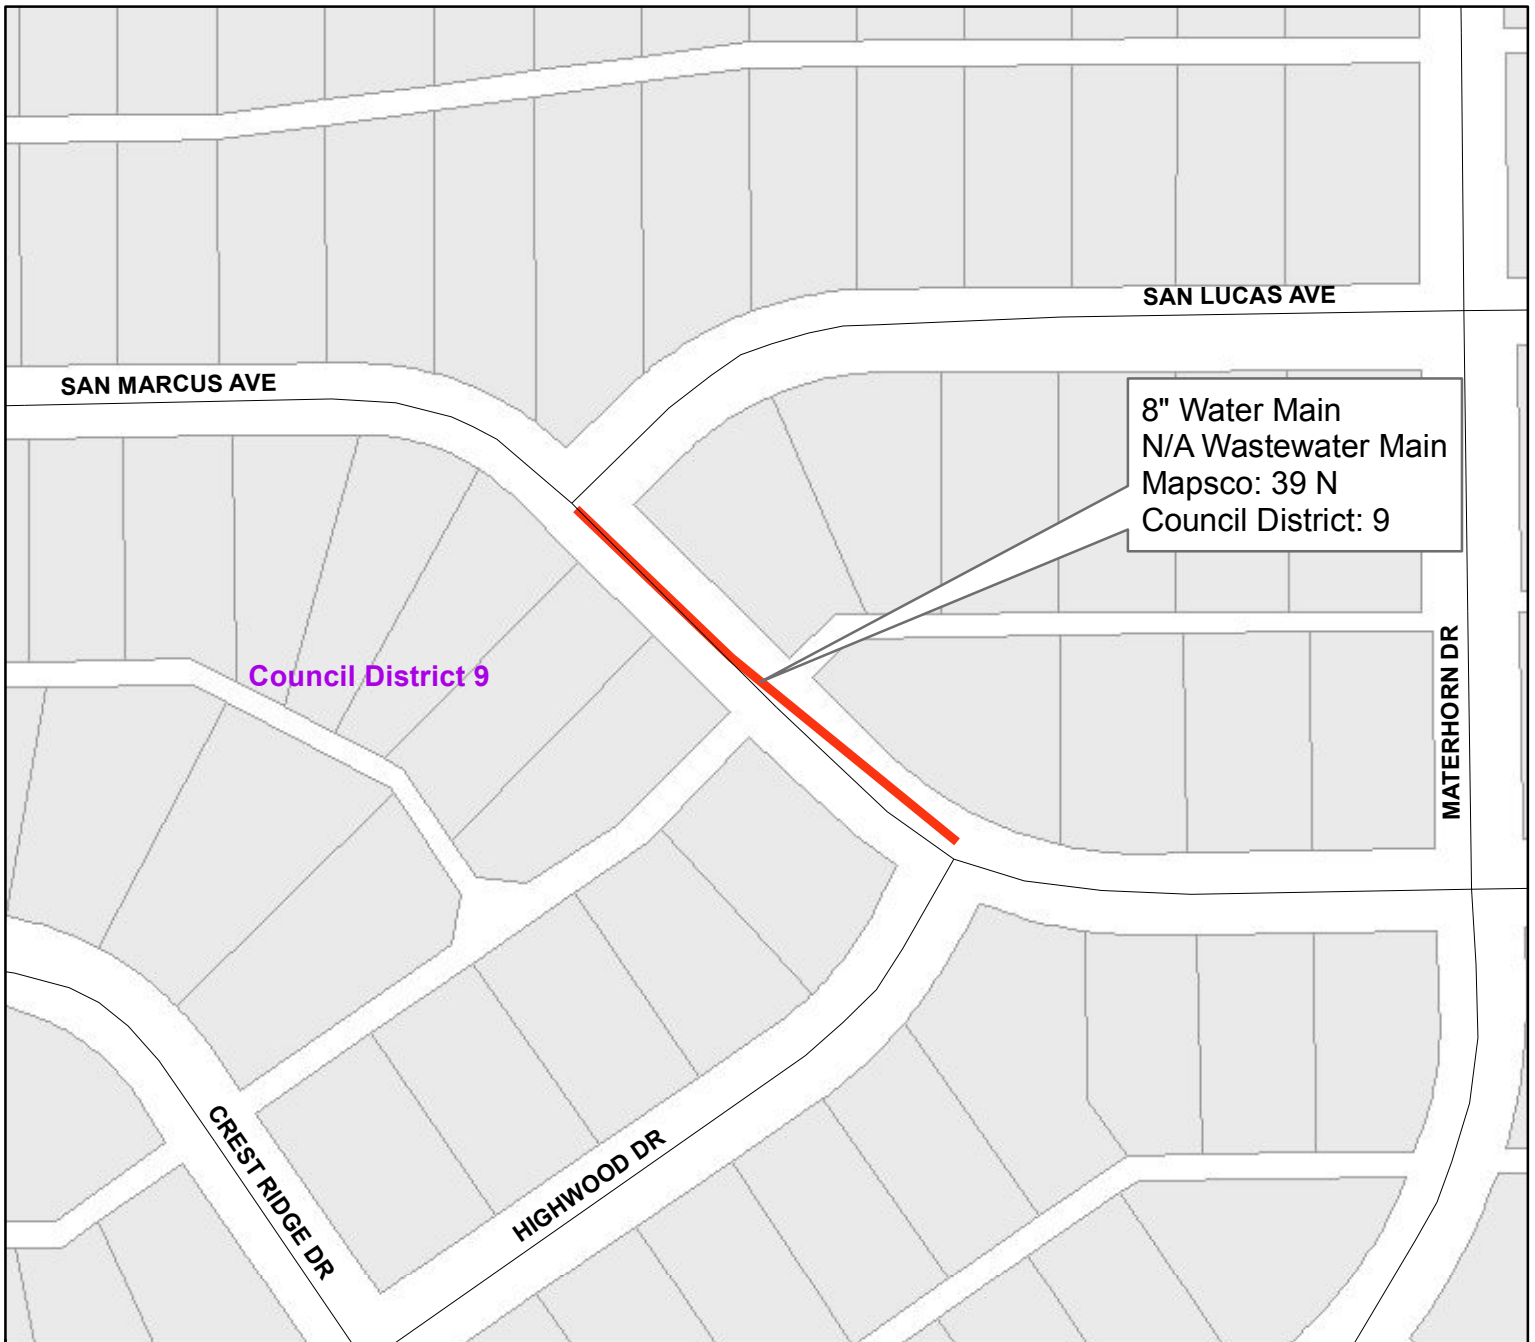 SAN LUCAS AVE
SAN MARCUS AVE
8" Water Main
N/A Wastewater Main
Mapsco: 39 N
Council District: 9
Council District 9
MATERHORN DR
CREST RIDGE DR
HIGHWOOD DR